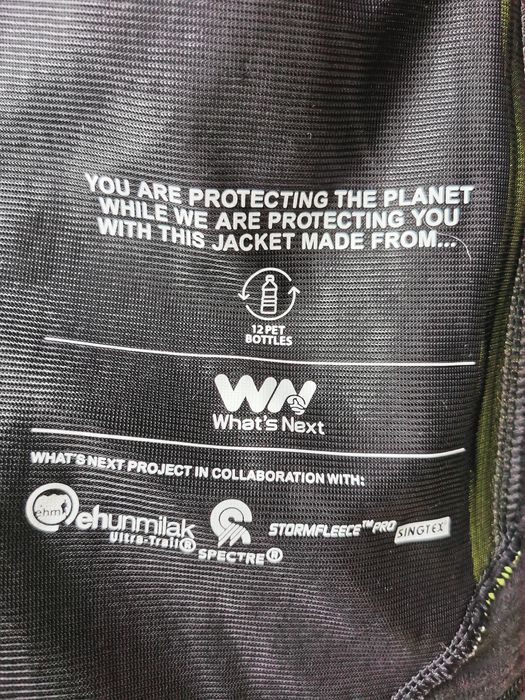 YOU ARE PROTECTING THE PLANET
WHILE WE ARE PROTECTING YOU
WITH THIS JACKET MADE FROM...
12 PET
BOTTLES
WN
What's Next
WHAT'S NEXT PROJECT IN COLLABORATION WITH:
ehm ehunmilak
Ultra-Trail®
SPECTRE®
STORMFLEECE™ PRO
SINGTEX®